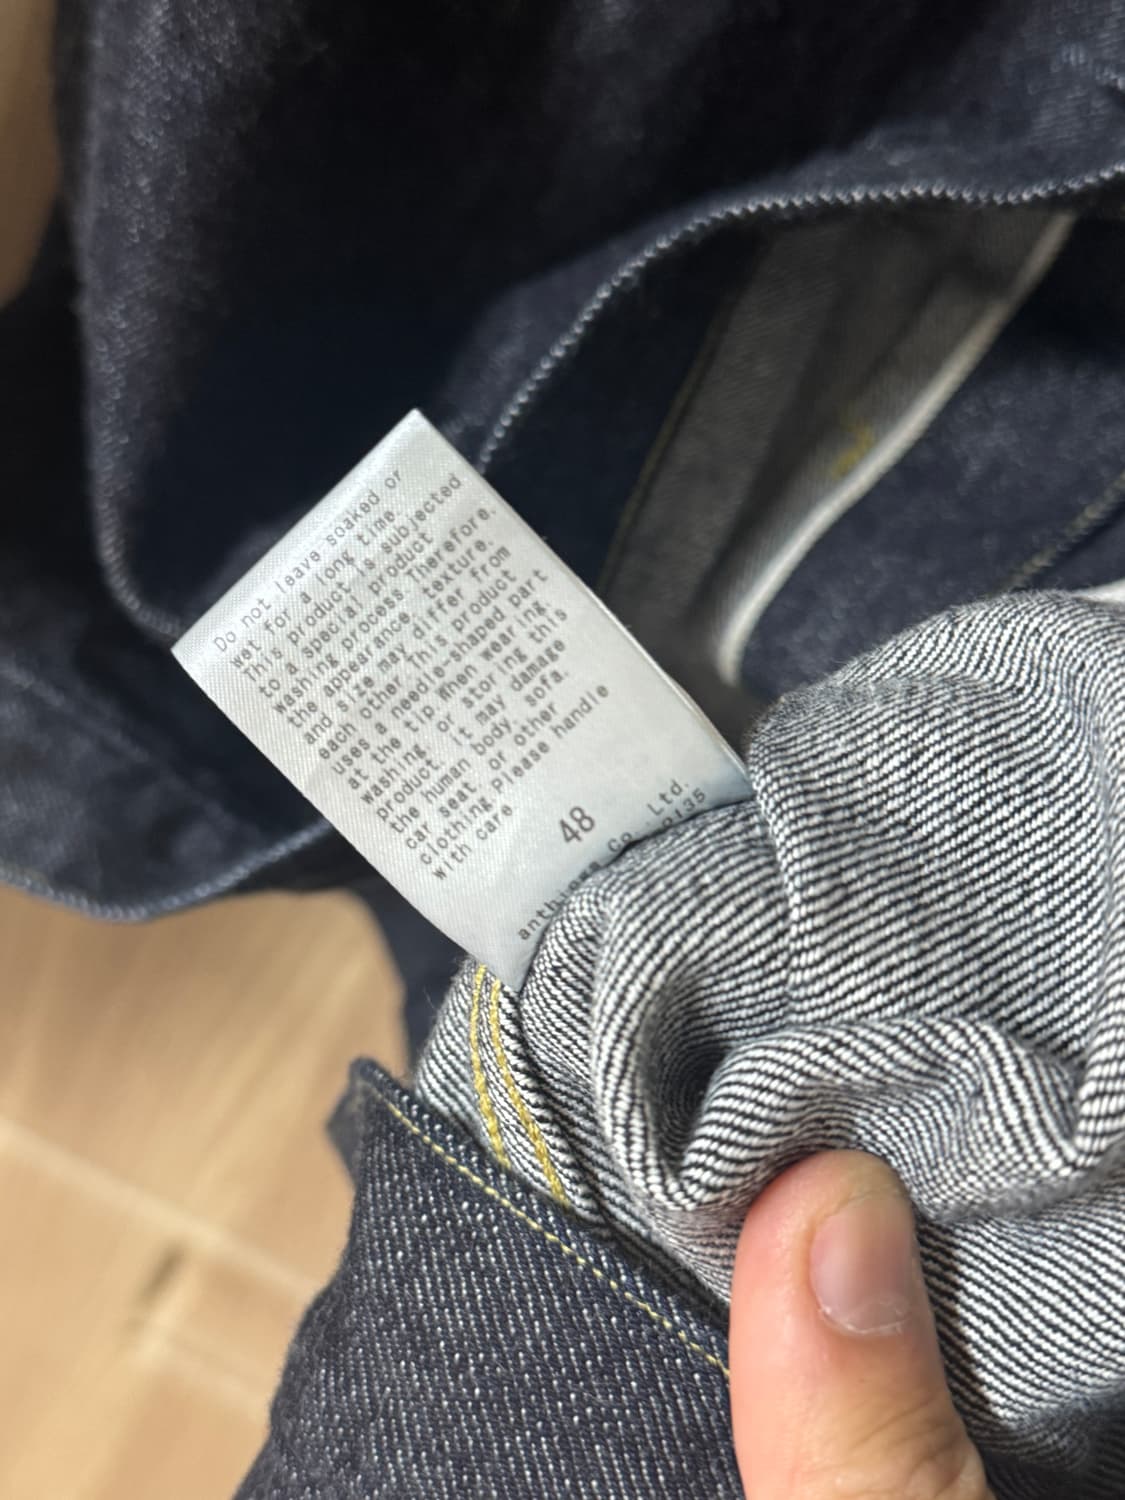 Do not leave soaked or
wet for a long time.
This product is subjected
to a special product
washing process. Therefore.
the appearance, texture.
and size may differ from
each other. This product
uses a needle-shaped part
at the tip. When wearing.
washing. or storing this
product. it may damage
the human body. sofa.
car seat. or other
clothing. Please handle
with care
48
Co., Ltd.